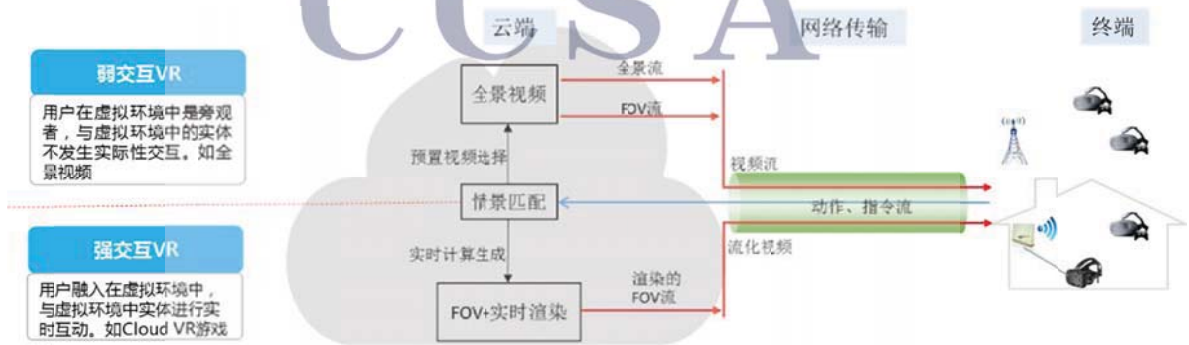 CCSA
云端
网络传输
终端
弱交互VR
用户在虚拟环境中是旁观
者，与虚拟环境中的实体
不发生实际性交互。如全
景视频
强交互VR
用户融入在虚拟环境中，
与虚拟环境中实体进行实
时互动。如Cloud VR游戏
全景视频
全景流
FOV流
预置视频选择
情景匹配
实时计算生成
FOV+实时渲染
渲染的
FOV流
视频流
动作、指令流
流化视频